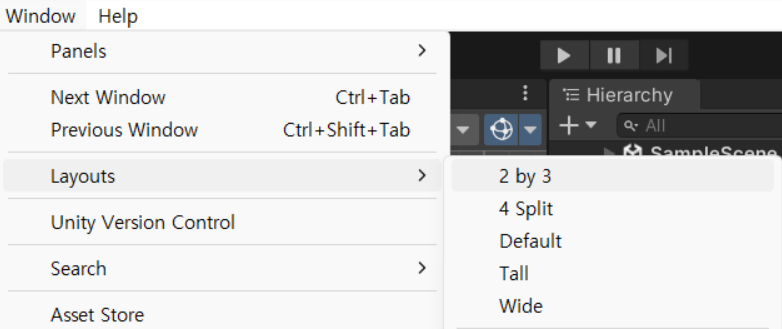 Window Help
Panels
Next Window Ctrl+Tab
Previous Window Ctrl+Shift+Tab
Layouts
Unity Version Control
Search
Asset Store
Hierarchy
All
SampleScene
2 by 3
4 Split
Default
Tall
Wide